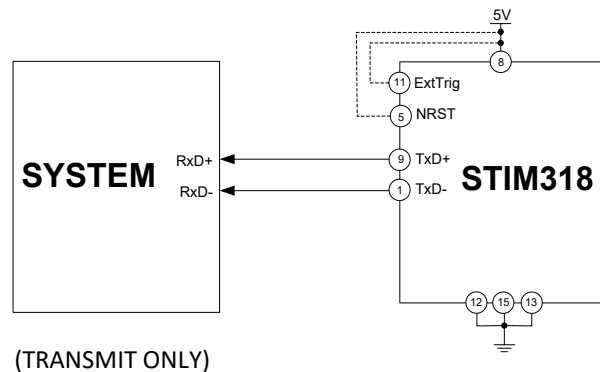 5V
8
11 ExtTrig
5 NRST
RxD+ 9 TxD+
SYSTEM STIM318
RxD- 1 TxD-
12 15 13
(TRANSMIT ONLY)